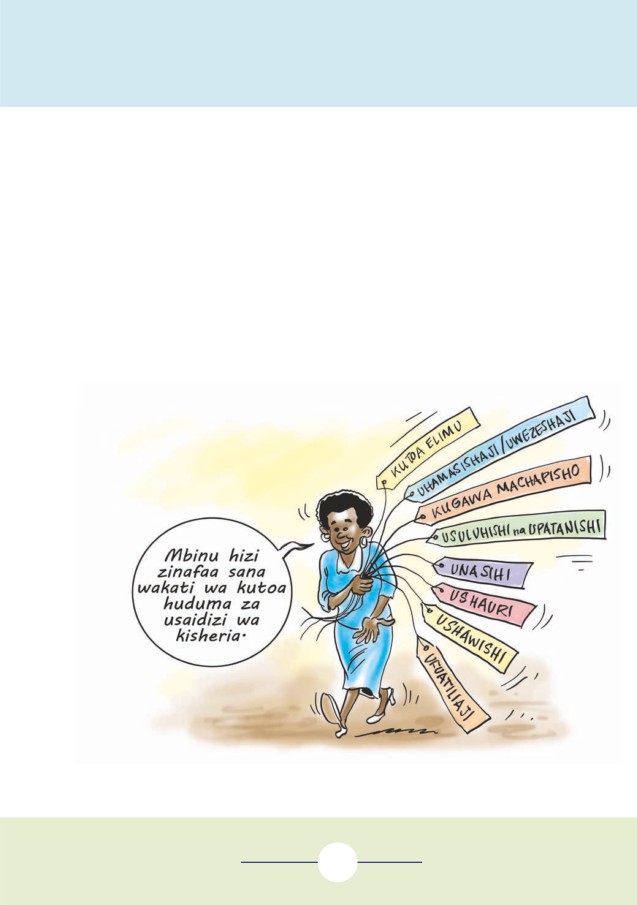 KUTOA ELIMU
UHAMASISHAJI/UWEZESHAJI
KUGAWA MACHAPISHO
USULUHISHI na UPATANISHI
UNASIHI
USHAURI
USHAWISHI
UFUATILIAJI
Mbinu hizi
zinafaa sana
wakati wa kutoa
huduma za
usaidizi wa
kisheria.